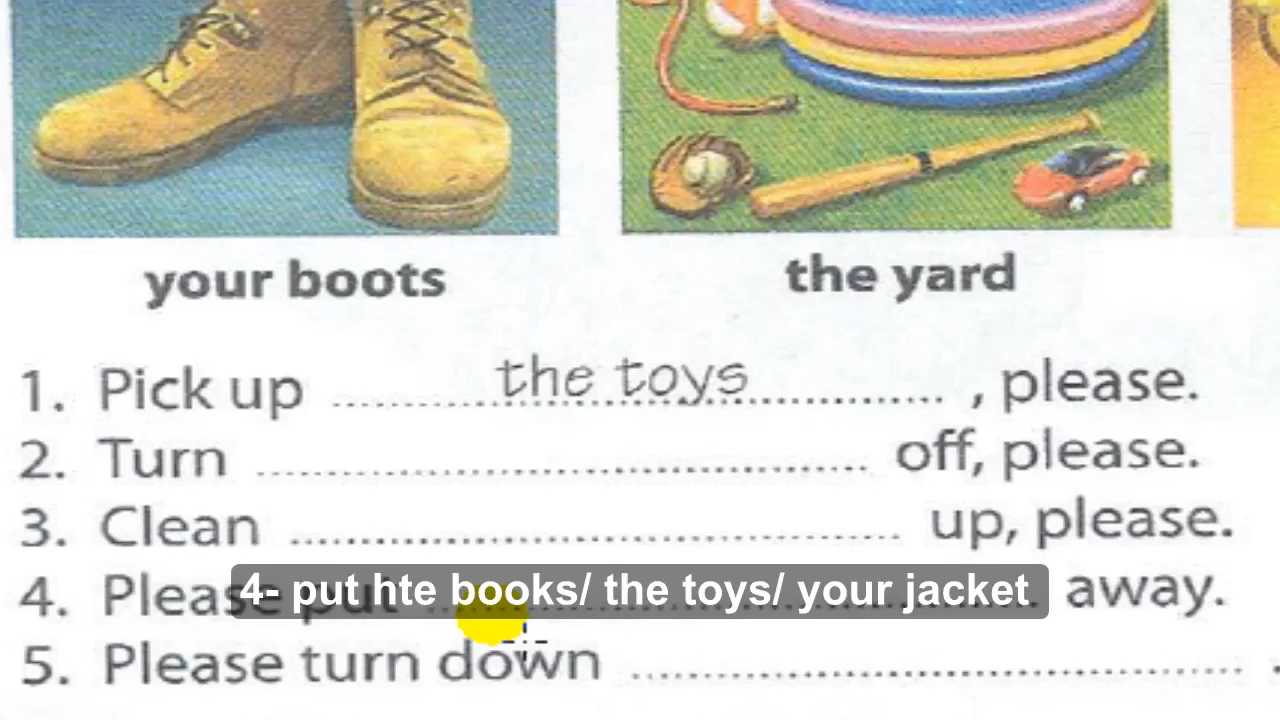 your boots
the yard
1. Pick up the toys , please.
2. Turn off, please.
3. Clean up, please.
4. Please put away.
4- put hte books/ the toys/ your jacket
5. Please turn down .